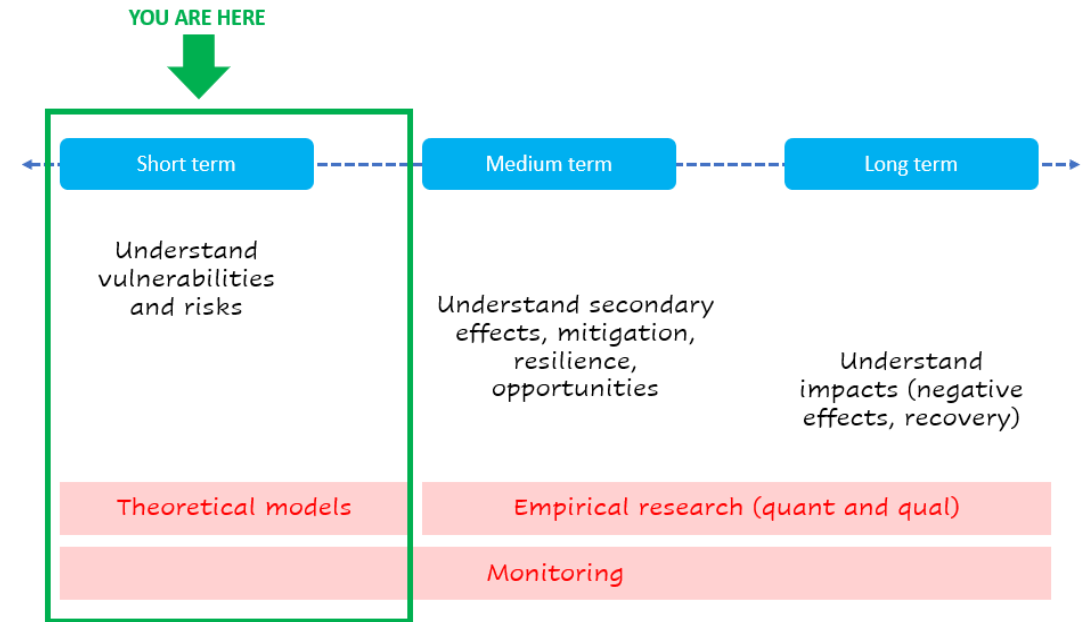 YOU ARE HERE
Short term
Medium term
Long term
Understand
vulnerabilities
and risks
Understand secondary
effects, mitigation,
resilience,
opportunities
Understand
impacts (negative
effects, recovery)
Theoretical models
Empirical research (quant and qual)
Monitoring